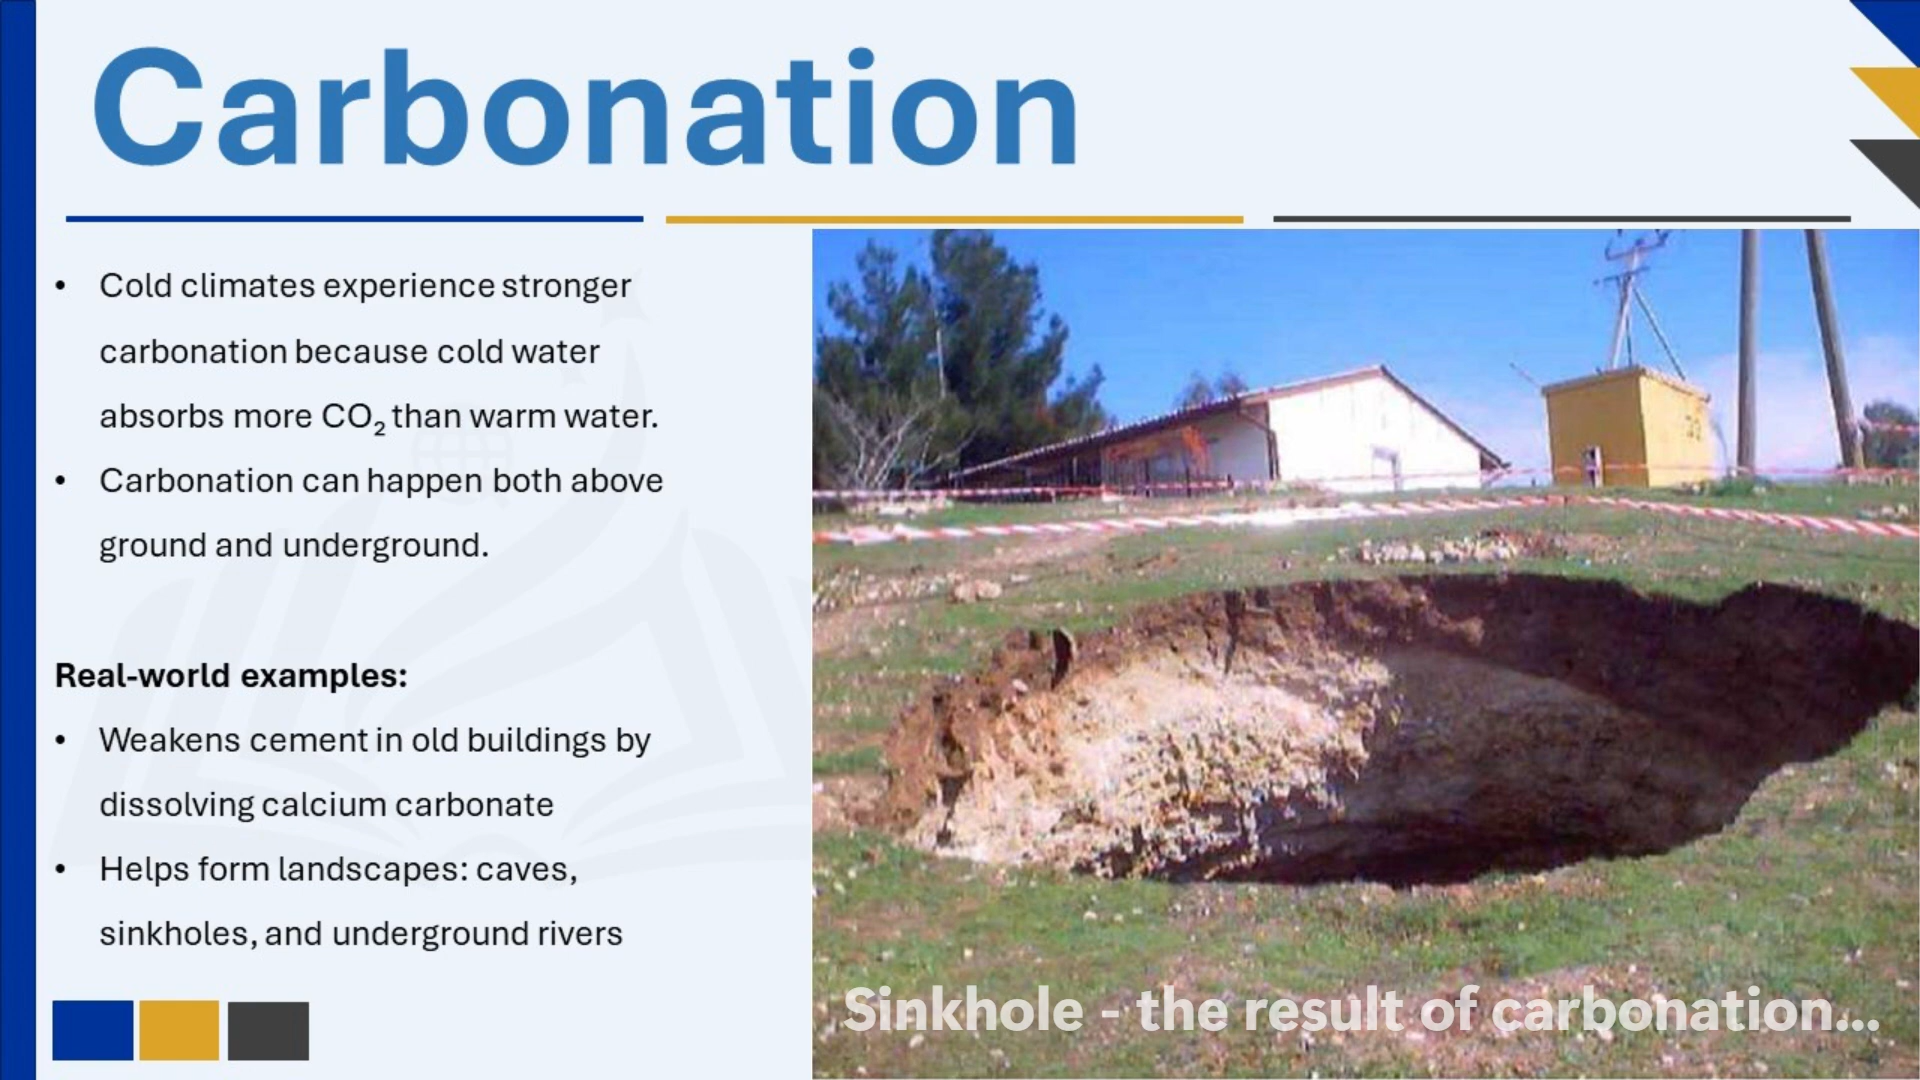 Carbonation
• Cold climates experience stronger
carbonation because cold water
absorbs more CO₂ than warm water.
• Carbonation can happen both above
ground and underground.
Real-world examples:
• Weakens cement in old buildings by
dissolving calcium carbonate
• Helps form landscapes: caves,
sinkholes, and underground rivers
Sinkhole - the result of carbonation...